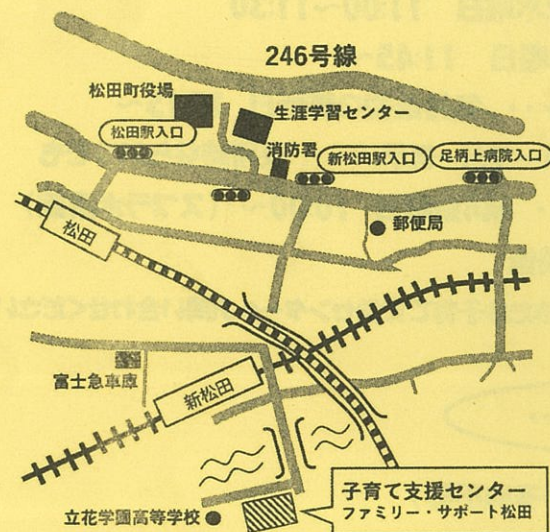 246号線
松田町役場
生涯学習センター
松田駅入口
消防署
新松田駅入口
足柄上病院入口
郵便局
松田
富士急車庫
新松田
子育て支援センター
ファミリー・サポート松田
立花学園高等学校